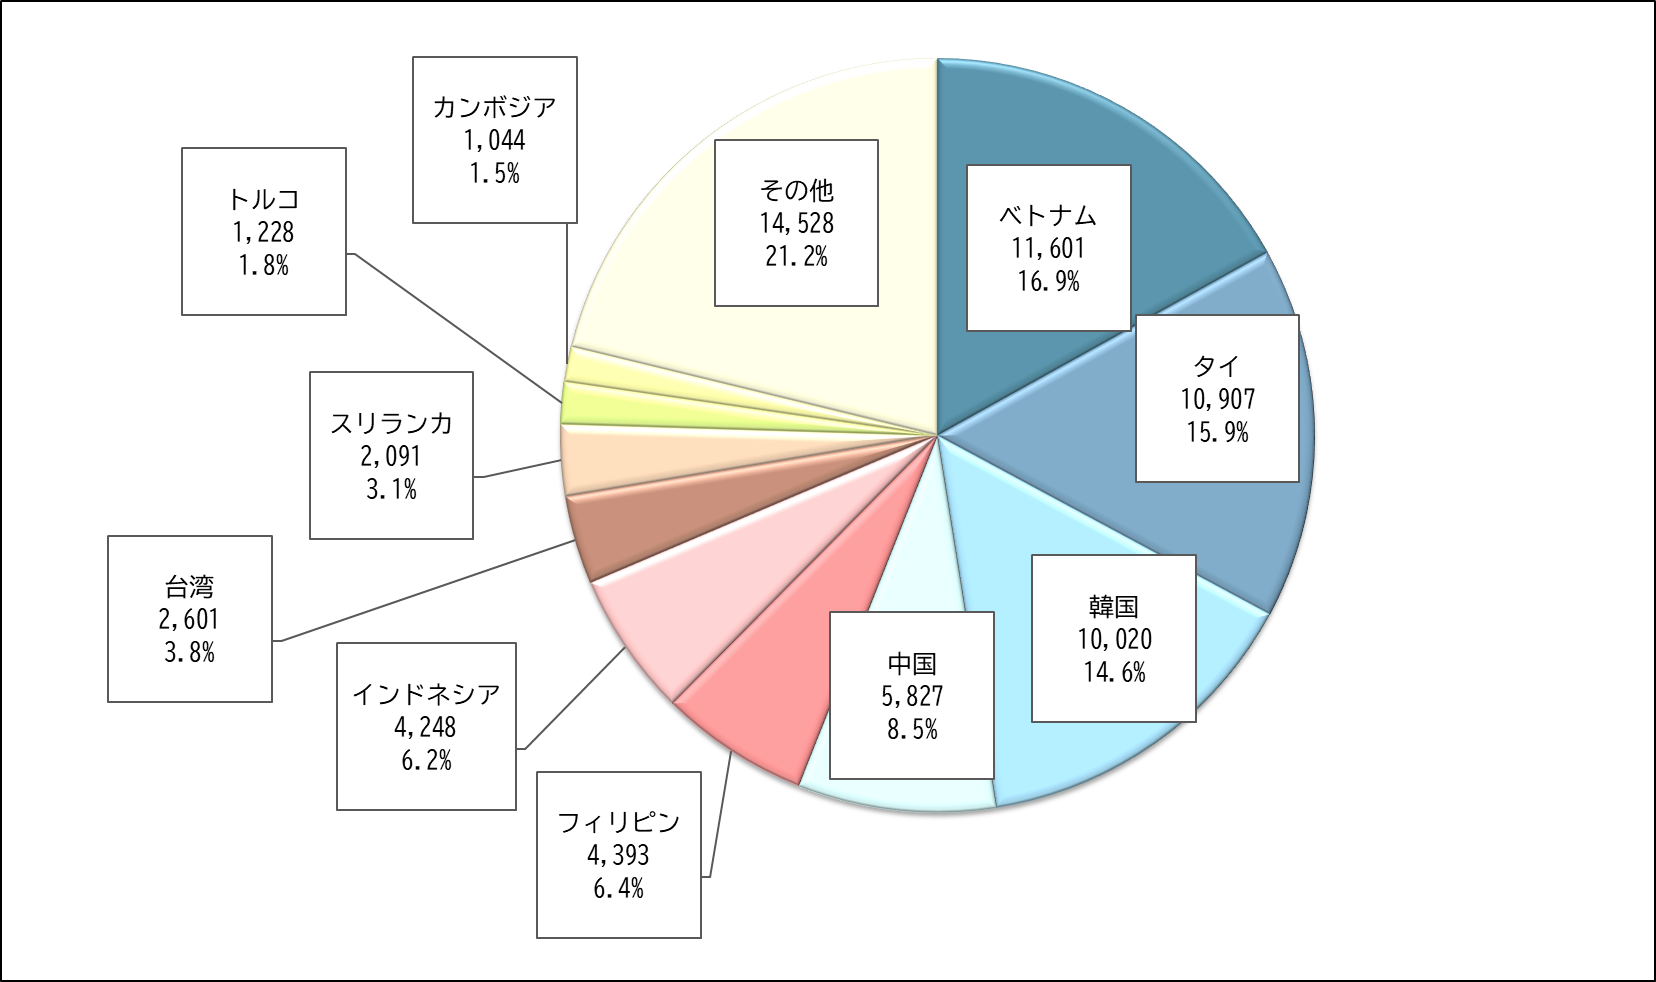 ベトナム
11,601
16.9%
タイ
10,907
15.9%
韓国
10,020
14.6%
中国
5,827
8.5%
フィリピン
4,393
6.4%
インドネシア
4,248
6.2%
台湾
2,601
3.8%
スリランカ
2,091
3.1%
トルコ
1,228
1.8%
カンボジア
1,044
1.5%
その他
14,528
21.2%